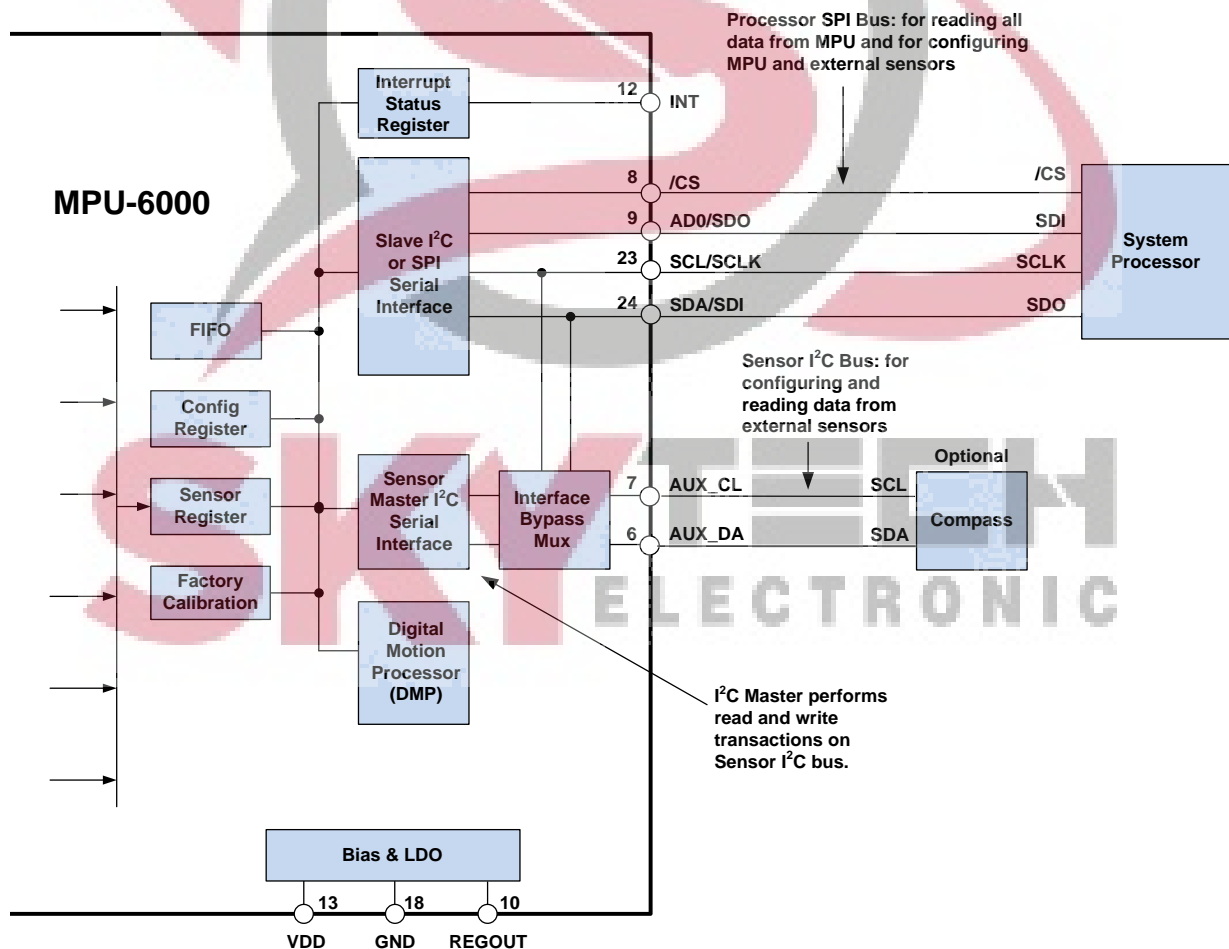 Processor SPI Bus: for reading all
data from MPU and for configuring
MPU and external sensors
Interrupt
Status
Register
12
INT
MPU-6000
8
/CS
/CS
9
AD0/SDO
SDI
Slave I²C
or SPI
Serial
Interface
23
SCL/SCLK
SCLK
System
Processor
24
SDA/SDI
SDO
FIFO
Sensor I²C Bus: for
configuring and
reading data from
external sensors
Config
Register
Optional
Sensor
Register
Sensor
Master I²C
Serial
Interface
Interface
Bypass
Mux
7
AUX_CL
SCL
Compass
6
AUX_DA
SDA
SKYTECH
ELECTRONIC
Factory
Calibration
Digital
Motion
Processor
(DMP)
I²C Master performs
read and write
transactions on
Sensor I²C bus.
Bias & LDO
13
18
10
VDD
GND
REGOUT